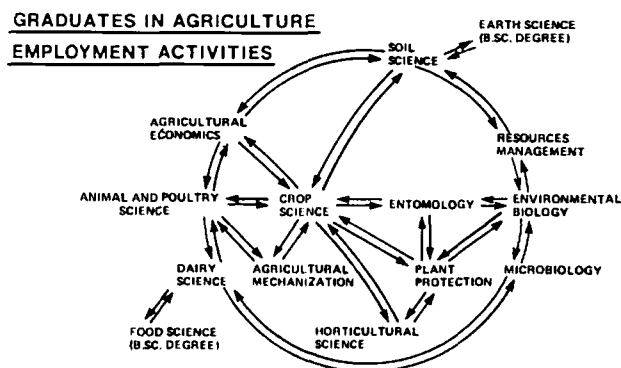 GRADUATES IN AGRICULTURE
EMPLOYMENT ACTIVITIES
EARTH SCIENCE
(B.SC. DEGREE)
SOIL
SCIENCE
AGRICULTURAL
ECONOMICS
RESOURCES
MANAGEMENT
ANIMAL AND POULTRY
SCIENCE
CROP
SCIENCE
ENTOMOLOGY
ENVIRONMENTAL
BIOLOGY
DAIRY
SCIENCE
AGRICULTURAL
MECHANIZATION
PLANT
PROTECTION
MICROBIOLOGY
FOOD SCIENCE
(B.SC. DEGREE)
HORTICULTURAL
SCIENCE